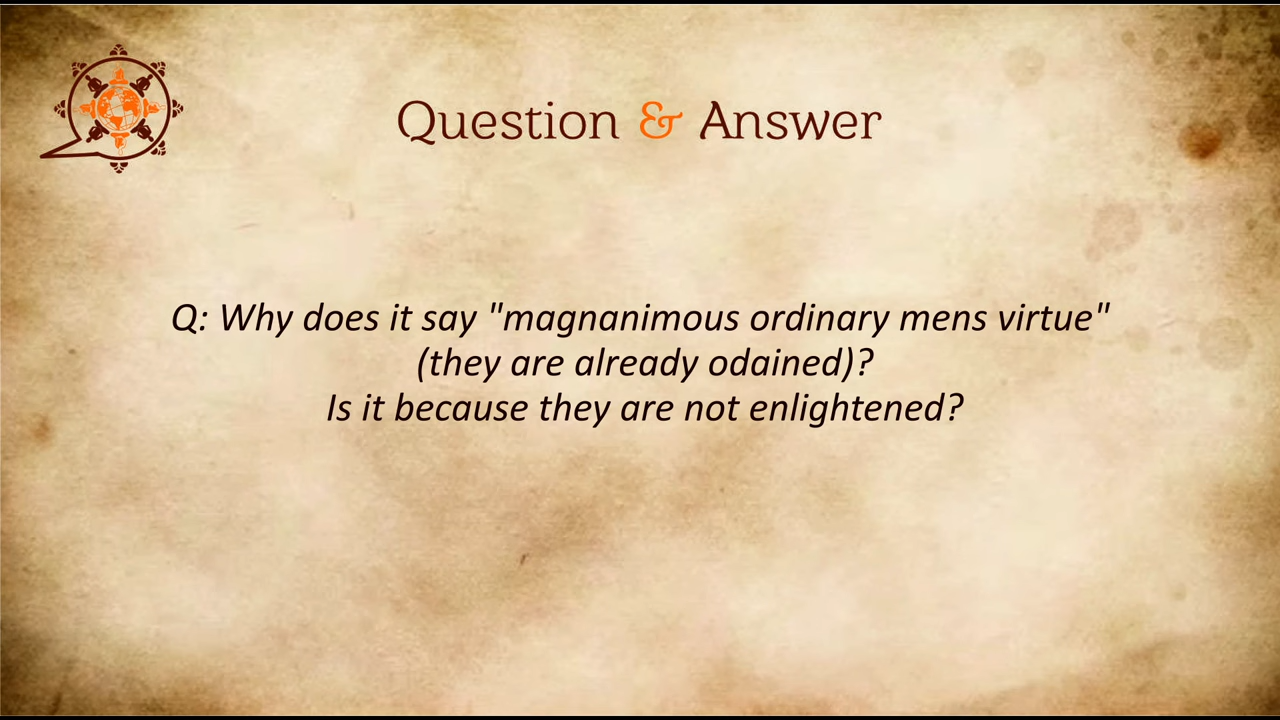 Question & Answer
Q: Why does it say "magnanimous ordinary mens virtue"
(they are already odained)?
Is it because they are not enlightened?